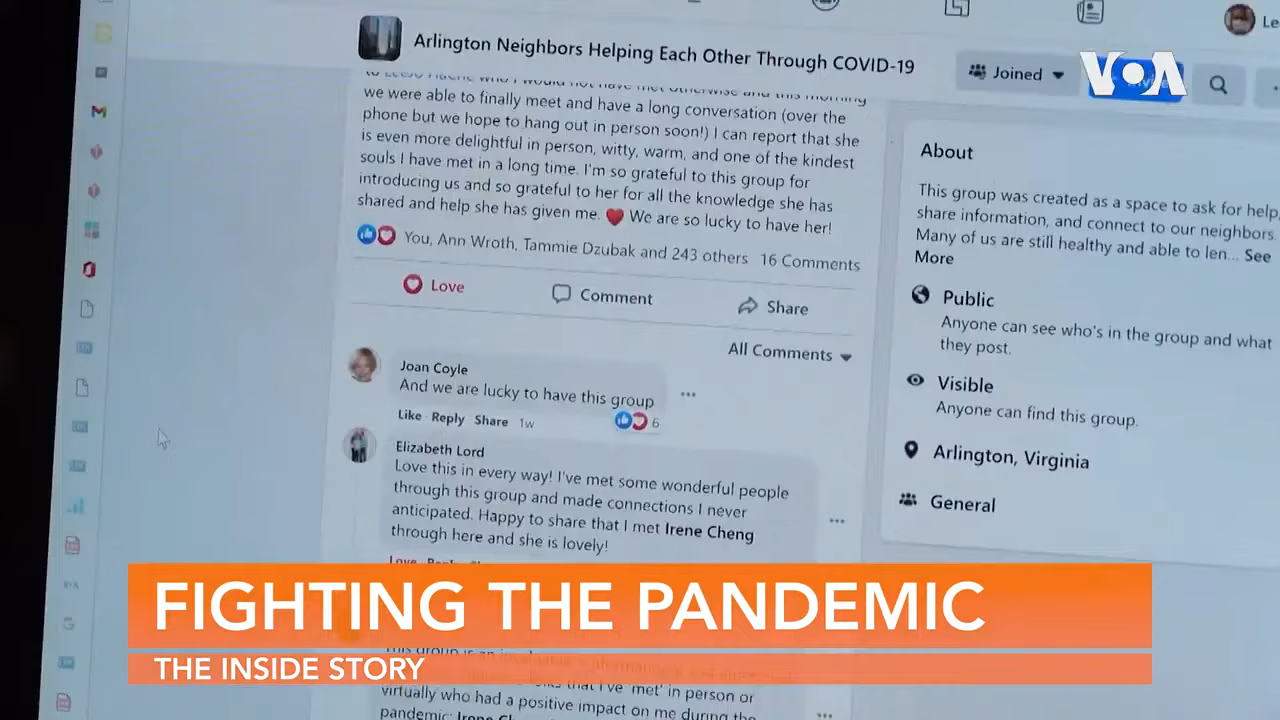 Arlington Neighbors Helping Each Other Through COVID-19
Joined
VOA
Le
we were able to finally meet and have a long conversation (over the
phone but we hope to hang out in person soon!) I can report that she
is even more delightful in person, witty, warm, and one of the kindest
souls I have met in a long time. I'm so grateful to this group for
introducing us and so grateful to her for all the knowledge she has
shared and help she has given me. ❤️ We are so lucky to have her!
You, Ann Wroth, Tammie Dzubak and 243 others 16 Comments
Love Comment Share
All Comments
Joan Coyle
And we are lucky to have this group
Like · Reply Share 1w
6
Elizabeth Lord
Love this in every way! I've met some wonderful people
through this group and made connections I never
anticipated. Happy to share that I met Irene Cheng
through here and she is lovely!
About
This group was created as a space to ask for help,
share information, and connect to our neighbors.
Many of us are still healthy and able to len... See
More
Public
Anyone can see who's in the group and what
they post.
Visible
Anyone can find this group.
Arlington, Virginia
General
FIGHTING THE PANDEMIC
THE INSIDE STORY
that I've 'met' in person or
virtually who had a positive impact on me during the
pandemic: Irene